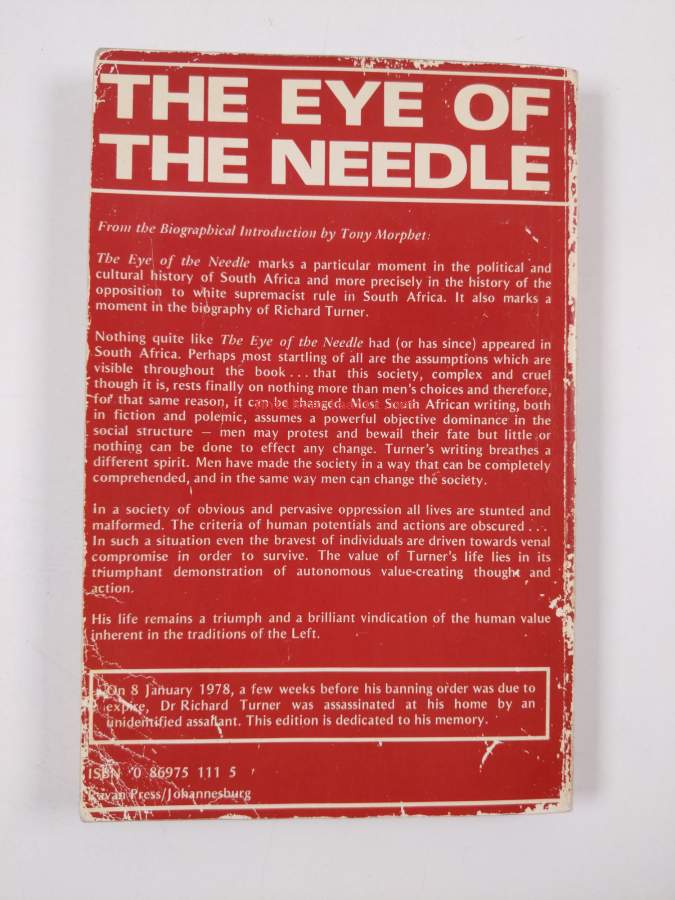 THE EYE OF
THE NEEDLE
From the Biographical Introduction by Tony Morphet:
The Eye of the Needle marks a particular moment in the political and
cultural history of South Africa and more precisely in the history of the
opposition to white supremacist rule in South Africa. It also marks a
moment in the biography of Richard Turner.
Nothing quite like The Eye of the Needle had (or has since) appeared in
South Africa. Perhaps most startling of all are the assumptions which are
visible throughout the book ... that this society, complex and cruel
though it is, rests finally on nothing more than men's choices and therefore,
for that same reason, it can be changed. Most South African writing, both
in fiction and polemic, assumes a powerful objective dominance in the
social structure — men may protest and bewail their fate but little or
nothing can be done to effect any change. Turner's writing breathes a
different spirit. Men have made the society in a way that can be completely
comprehended, and in the same way men can change the society.
In a society of obvious and pervasive oppression all lives are stunted and
malformed. The criteria of human potentials and actions are obscured ...
In such a situation even the bravest of individuals are driven towards venal
compromise in order to survive. The value of Turner's life lies in its
triumphant demonstration of autonomous value-creating thought and
action.
His life remains a triumph and a brilliant vindication of the human value
inherent in the traditions of the Left.
On 8 January 1978, a few weeks before his banning order was due to
expire, Dr Richard Turner was assassinated at his home by an
unidentified assailant. This edition is dedicated to his memory.
ISBN 0 86975 111 5
Ravan Press/Johannesburg